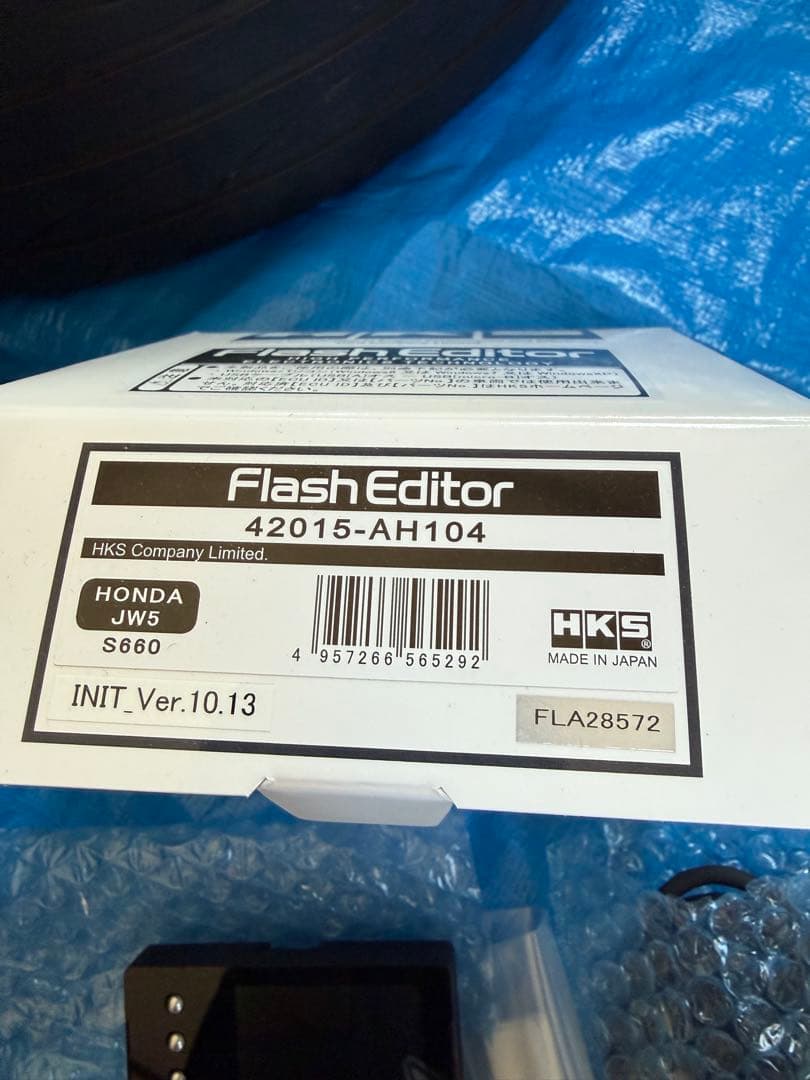 Flash Editor
Flash Editor
42015-AH104
HKS Company Limited.
HONDA
JW5
S660
4 957266 565292
HKS®
MADE IN JAPAN
INIT_Ver.10.13
FLA28572